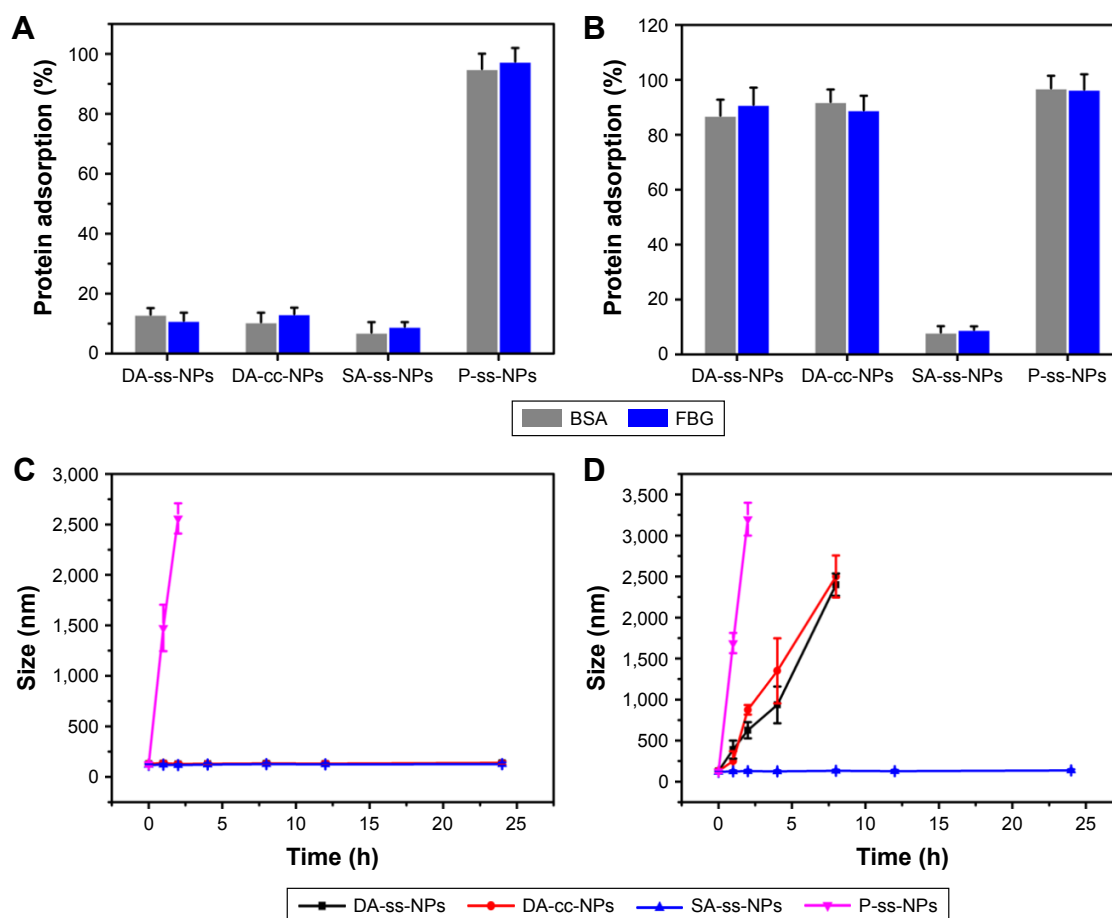 A
Protein adsorption (%)
100
80
60
40
20
0
DA-ss-NPs DA-cc-NPs SA-ss-NPs P-ss-NPs
B
Protein adsorption (%)
120
100
80
60
40
20
0
DA-ss-NPs DA-cc-NPs SA-ss-NPs P-ss-NPs
BSA FBG
C
Size (nm)
3,000
2,500
2,000
1,500
1,000
500
0
0 5 10 15 20 25
Time (h)
D
Size (nm)
3,500
3,000
2,500
2,000
1,500
1,000
500
0
0 5 10 15 20 25
Time (h)
DA-ss-NPs DA-cc-NPs SA-ss-NPs P-ss-NPs